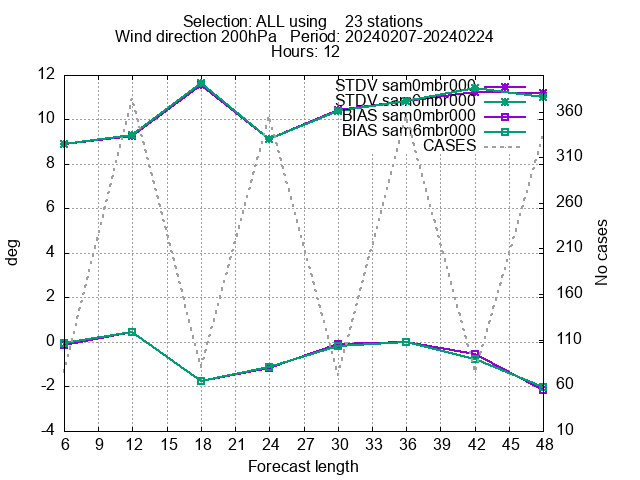 Selection: ALL using    23 stations
Wind direction 200hPa   Period: 20240207-20240224
Hours: 12
STDV sam0mbr000
STDV sam6mbr000
BIAS sam0mbr000
BIAS sam6mbr000
CASES
deg
12
10
8
6
4
2
0
-2
-4
No cases
360
310
260
210
160
110
60
10
6 9 12 15 18 21 24 27 30 33 36 39 42 45 48
Forecast length